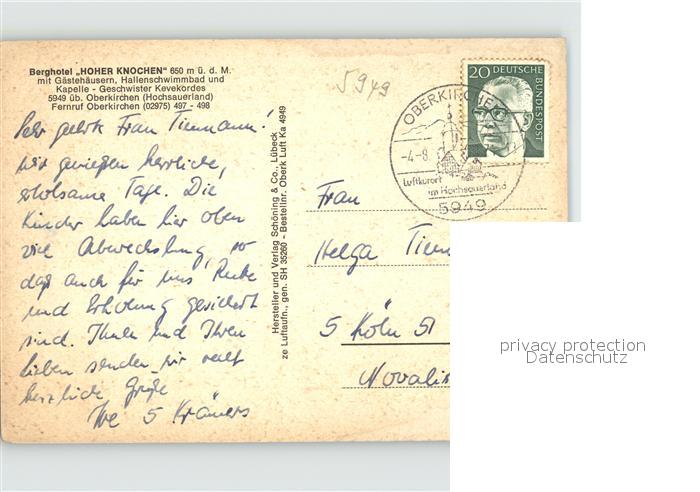 Berghotel „HOHER KNOCHEN" 650 m ü. d. M.
mit Gästehäusern, Hallenschwimmbad und
Kapelle - Geschwister Kevekordes
5949 üb. Oberkirchen (Hochsauerland)
Fernruf Oberkirchen (02975) 497 - 498
Sehr geehrte Frau Tiemann!
wir genießen herrliche,
erholsame Tage. Die
Kinder haben hier oben
viel Abwechslung, so
daß auch für uns Ruhe
und Erholung gesichert
sind. Ihnen und Ihren
lieben senden wir recht
herzliche Grüße
Ihre 5 Krämers
Hersteller und Verlag Schöning & Co., Lübeck
ze Luftaufn., gen. SH 35260 - Bestellnr. Oberk Luft Ka 4949
5949
20 DEUTSCHE
BUNDESPOST
OBERKIRCHEN
-4-8.
Luftkurort
im Hochsauerland
5949
Frau
Helga
5 Köln 51
Novalis
privacy protection
Datenschutz